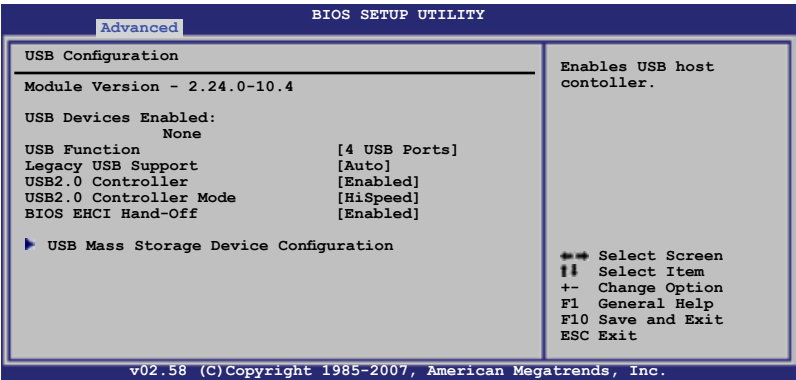 BIOS SETUP UTILITY
Advanced
USB Configuration
Module Version - 2.24.0-10.4
USB Devices Enabled:
None
USB Function [4 USB Ports]
Legacy USB Support [Auto]
USB2.0 Controller [Enabled]
USB2.0 Controller Mode [HiSpeed]
BIOS EHCI Hand-Off [Enabled]
USB Mass Storage Device Configuration
Enables USB host
contoller.
Select Screen
Select Item
+- Change Option
F1 General Help
F10 Save and Exit
ESC Exit
v02.58 (C)Copyright 1985-2007, American Megatrends, Inc.